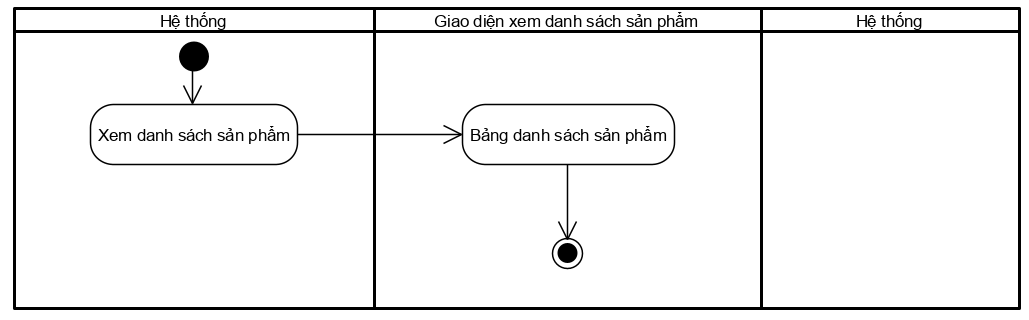 Hệ thống
Giao diện xem danh sách sản phẩm
Hệ thống
Xem danh sách sản phẩm
Bảng danh sách sản phẩm